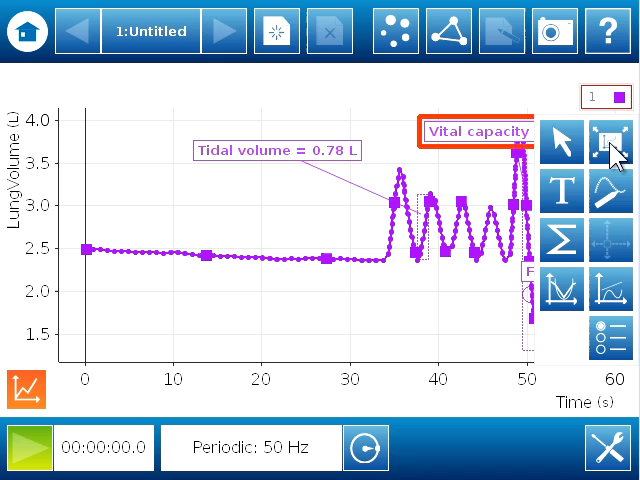 1:Untitled
?
1
LungVolume (L)
4.0
3.5
3.0
2.5
2.0
1.5
Tidal volume = 0.78 L
Vital capacity
F
T
Σ
0
10
20
30
40
50
60
Time (s)
00:00:00.0
Periodic: 50 Hz